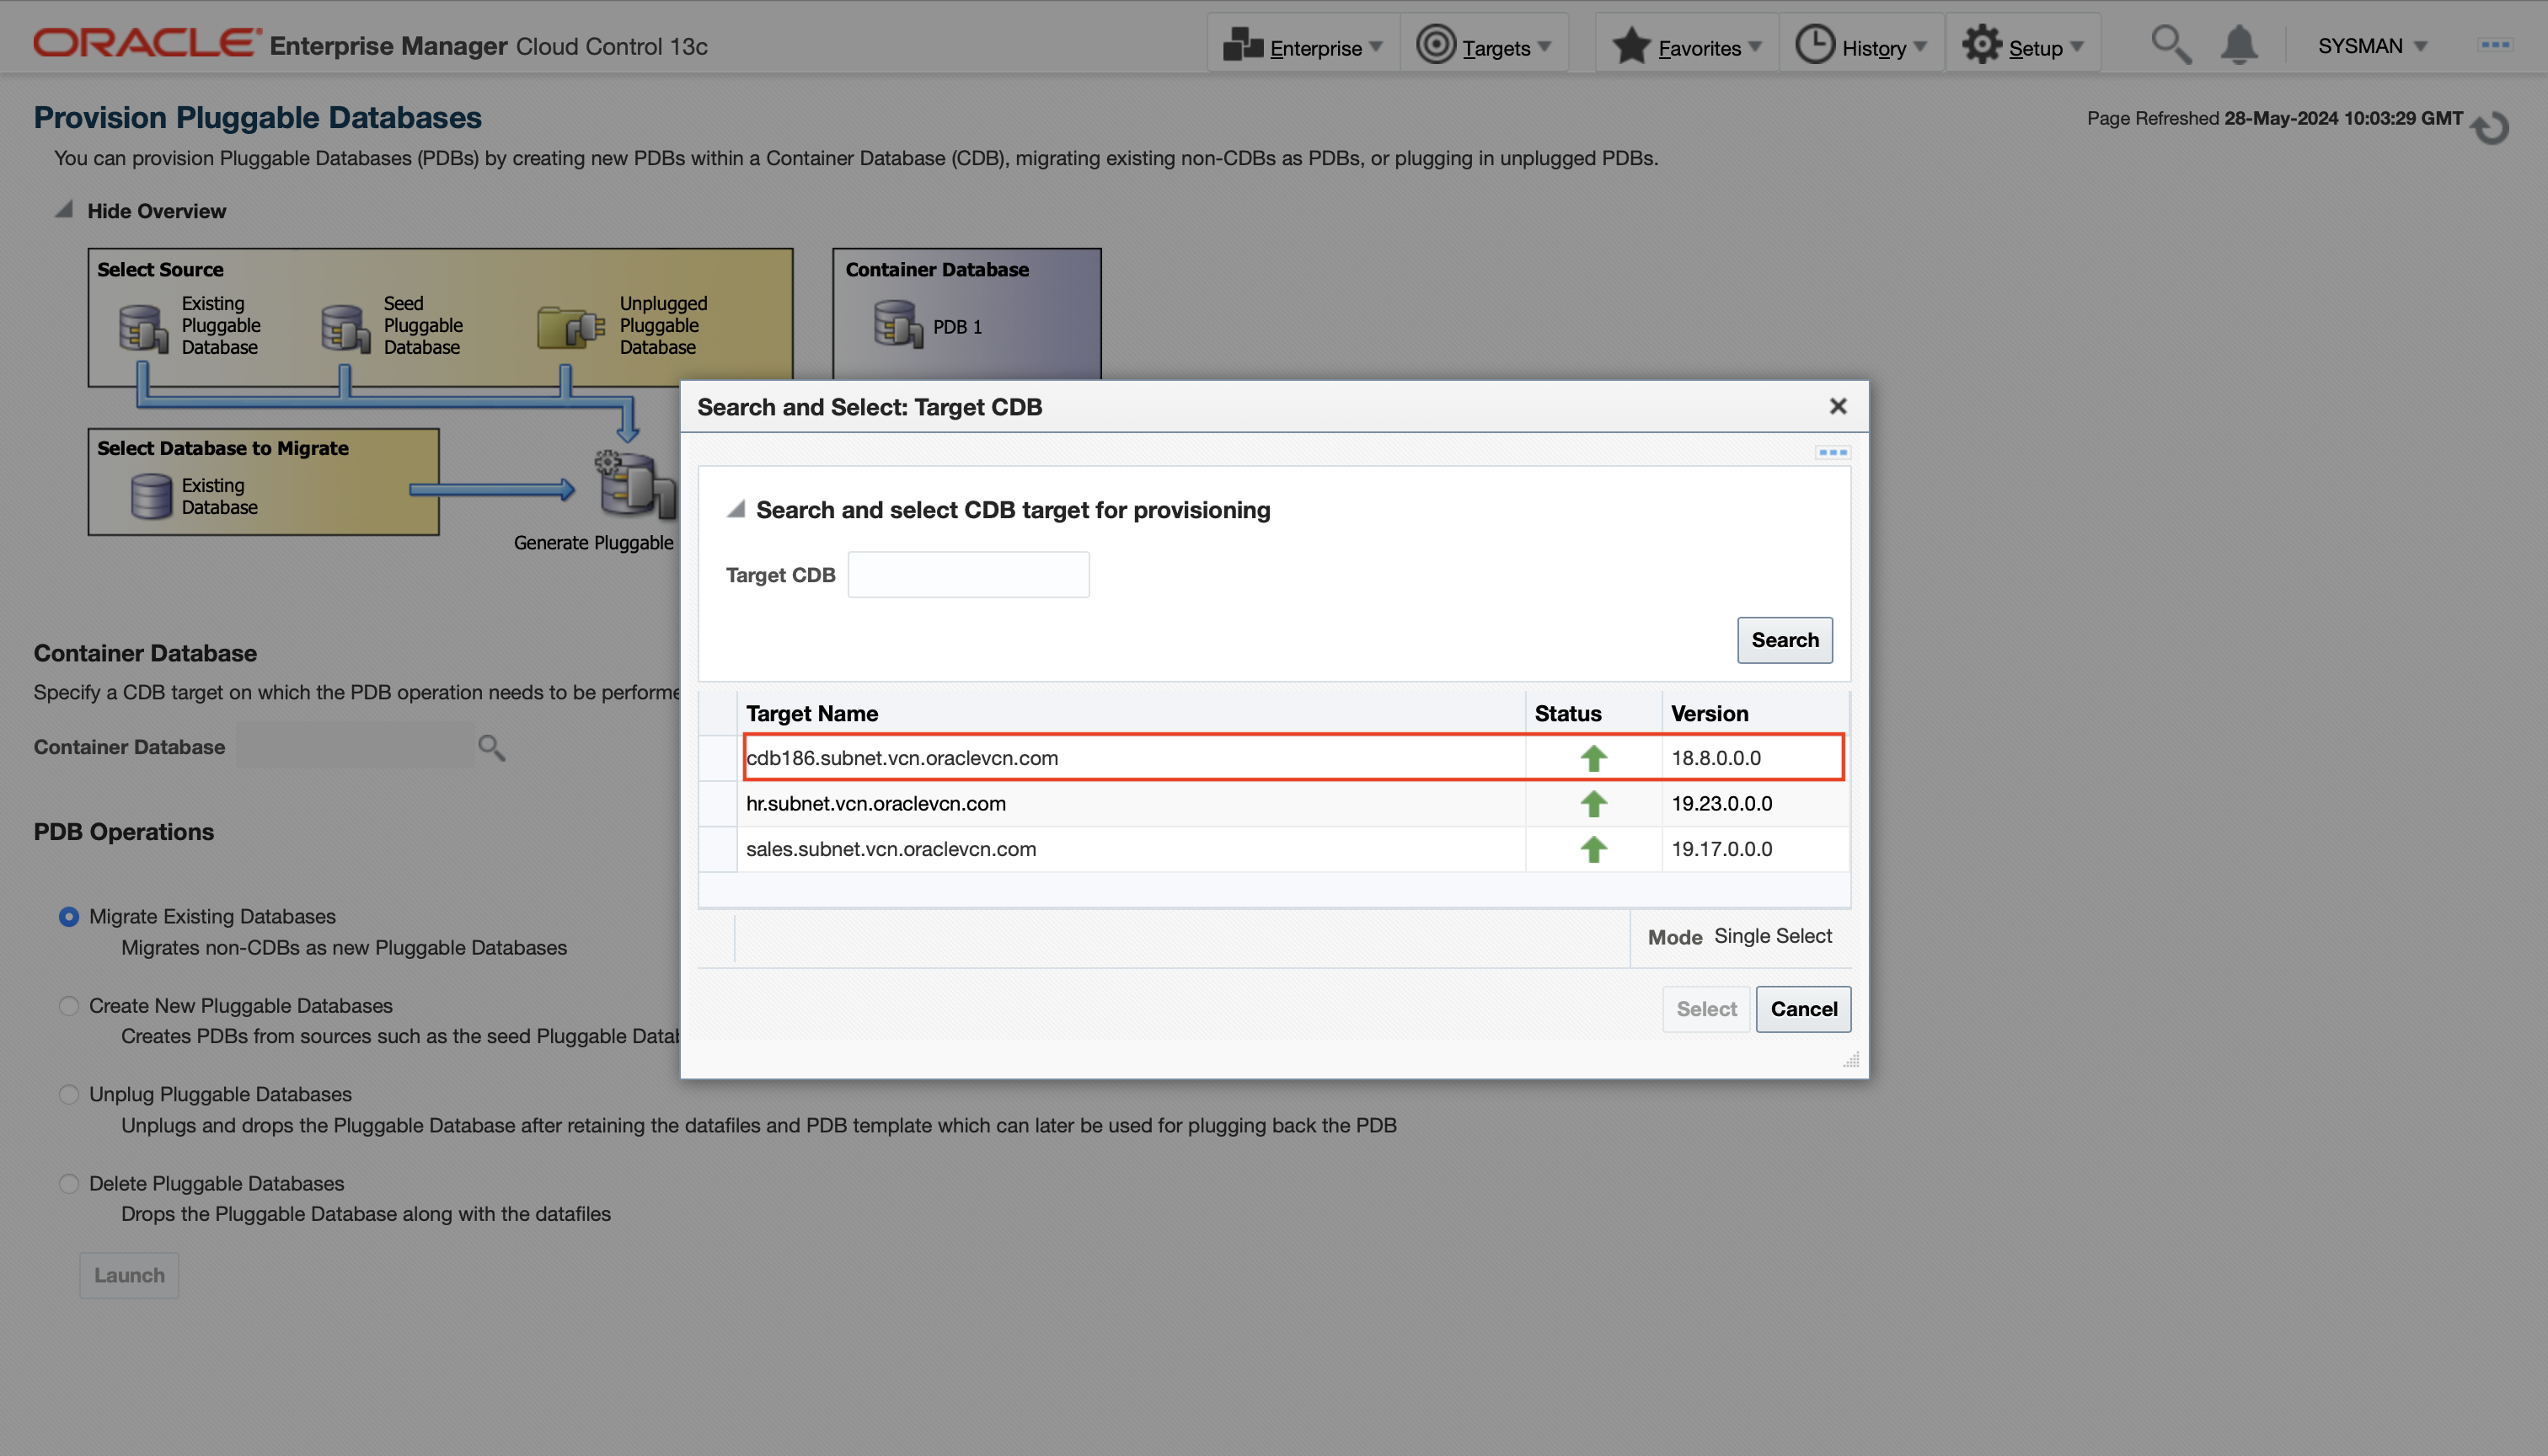 ORACLE Enterprise Manager Cloud Control 13c
Enterprise
Targets
Favorites
History
Setup
SYSMAN
Provision Pluggable Databases
Page Refreshed 28-May-2024 10:03:29 GMT
You can provision Pluggable Databases (PDBs) by creating new PDBs within a Container Database (CDB), migrating existing non-CDBs as PDBs, or plugging in unplugged PDBs.
Hide Overview
Select Source
Existing
Pluggable
Database
Seed
Pluggable
Database
Unplugged
Pluggable
Database
Container Database
PDB 1
Select Database to Migrate
Existing
Database
Generate Pluggable
Search and Select: Target CDB
Search and select CDB target for provisioning
Target CDB
Search
Target Name Status Version
cdb186.subnet.vcn.oraclevcn.com 18.8.0.0.0
hr.subnet.vcn.oraclevcn.com 19.23.0.0.0
sales.subnet.vcn.oraclevcn.com 19.17.0.0.0
Mode Single Select
Select
Cancel
Container Database
Specify a CDB target on which the PDB operation needs to be performe
Container Database
PDB Operations
Migrate Existing Databases
Migrates non-CDBs as new Pluggable Databases
Create New Pluggable Databases
Creates PDBs from sources such as the seed Pluggable Datab
Unplug Pluggable Databases
Unplugs and drops the Pluggable Database after retaining the datafiles and PDB template which can later be used for plugging back the PDB
Delete Pluggable Databases
Drops the Pluggable Database along with the datafiles
Launch